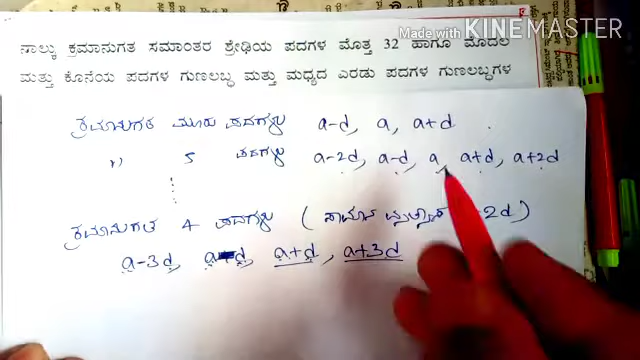 Made with KINEMASTER
ನಾಲ್ಕು ಕ್ರಮಾನುಗತ ಸಮಾಂತರ ಶ್ರೇಢಿಯ ಪದಗಳ ಮೊತ್ತ 32 ಹಾಗೂ ಮೊದಲ
ಮತ್ತು ಕೊನೆಯ ಪದಗಳ ಗುಣಲಬ್ಧ ಮತ್ತು ಮಧ್ಯದ ಎರಡು ಪದಗಳ ಗುಣಲಬ್ಧಗಳ
ಕ್ರಮಾನುಗತ ಮೂರು ಪದಗಳು a-d, a, a+d
" 5 ಪದಗಳು a-2d, a-d, a, a+d, a+2d
ಕ್ರಮಾನುಗತ 4 ಪದಗಳು (ಸಾಮಾನ್ಯ ವ್ಯತ್ಯಾಸ 2d)
a-3d, a-d, a+d, a+3d